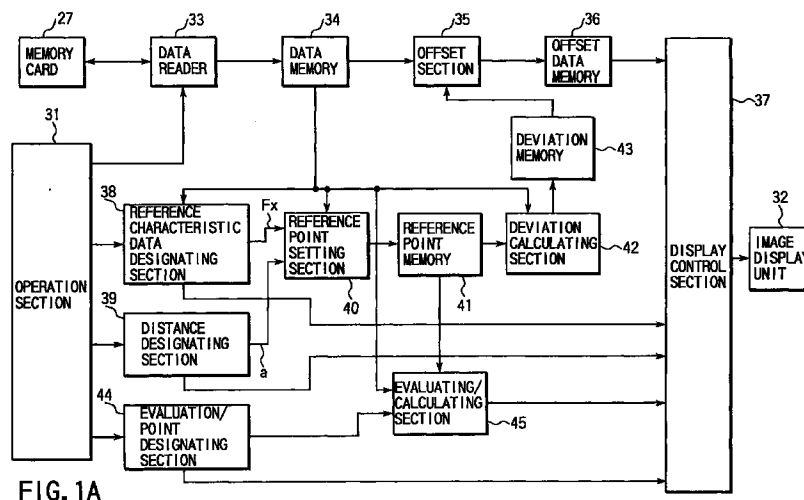 27
MEMORY
CARD
33
DATA
READER
34
DATA
MEMORY
35
OFFSET
SECTION
36
OFFSET
DATA
MEMORY
37
31
OPERATION
SECTION
DEVIATION
MEMORY
43
38
REFERENCE
CHARACTERISTIC
DATA
DESIGNATING
SECTION
Fx
REFERENCE
POINT
SETTING
SECTION
40
REFERENCE
POINT
MEMORY
41
DEVIATION
CALCULATING
SECTION
42
DISPLAY
CONTROL
SECTION
32
IMAGE
DISPLAY
UNIT
39
DISTANCE
DESIGNATING
SECTION
a
44
EVALUATION/
POINT
DESIGNATING
SECTION
EVALUATING/
CALCULATING
SECTION
45
FIG. 1A